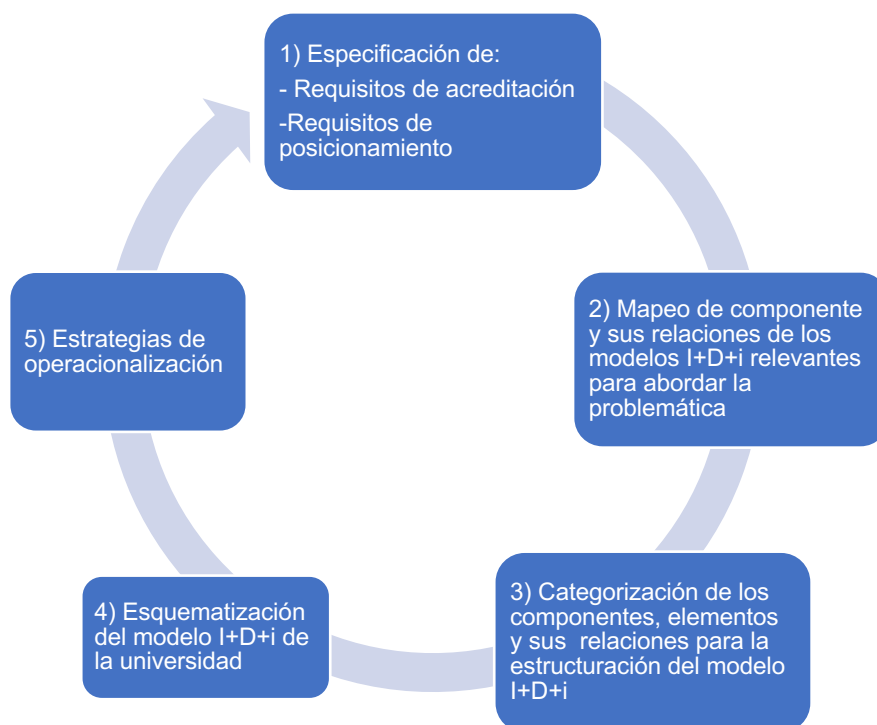 1) Especificación de:
- Requisitos de acreditación
-Requisitos de
posicionamiento
2) Mapeo de componente
y sus relaciones de los
modelos I+D+i relevantes
para abordar la
problemática
3) Categorización de los
componentes, elementos
y sus relaciones para la
estructuración del modelo
I+D+i
4) Esquematización
del modelo I+D+i de
la universidad
5) Estrategias de
operacionalización